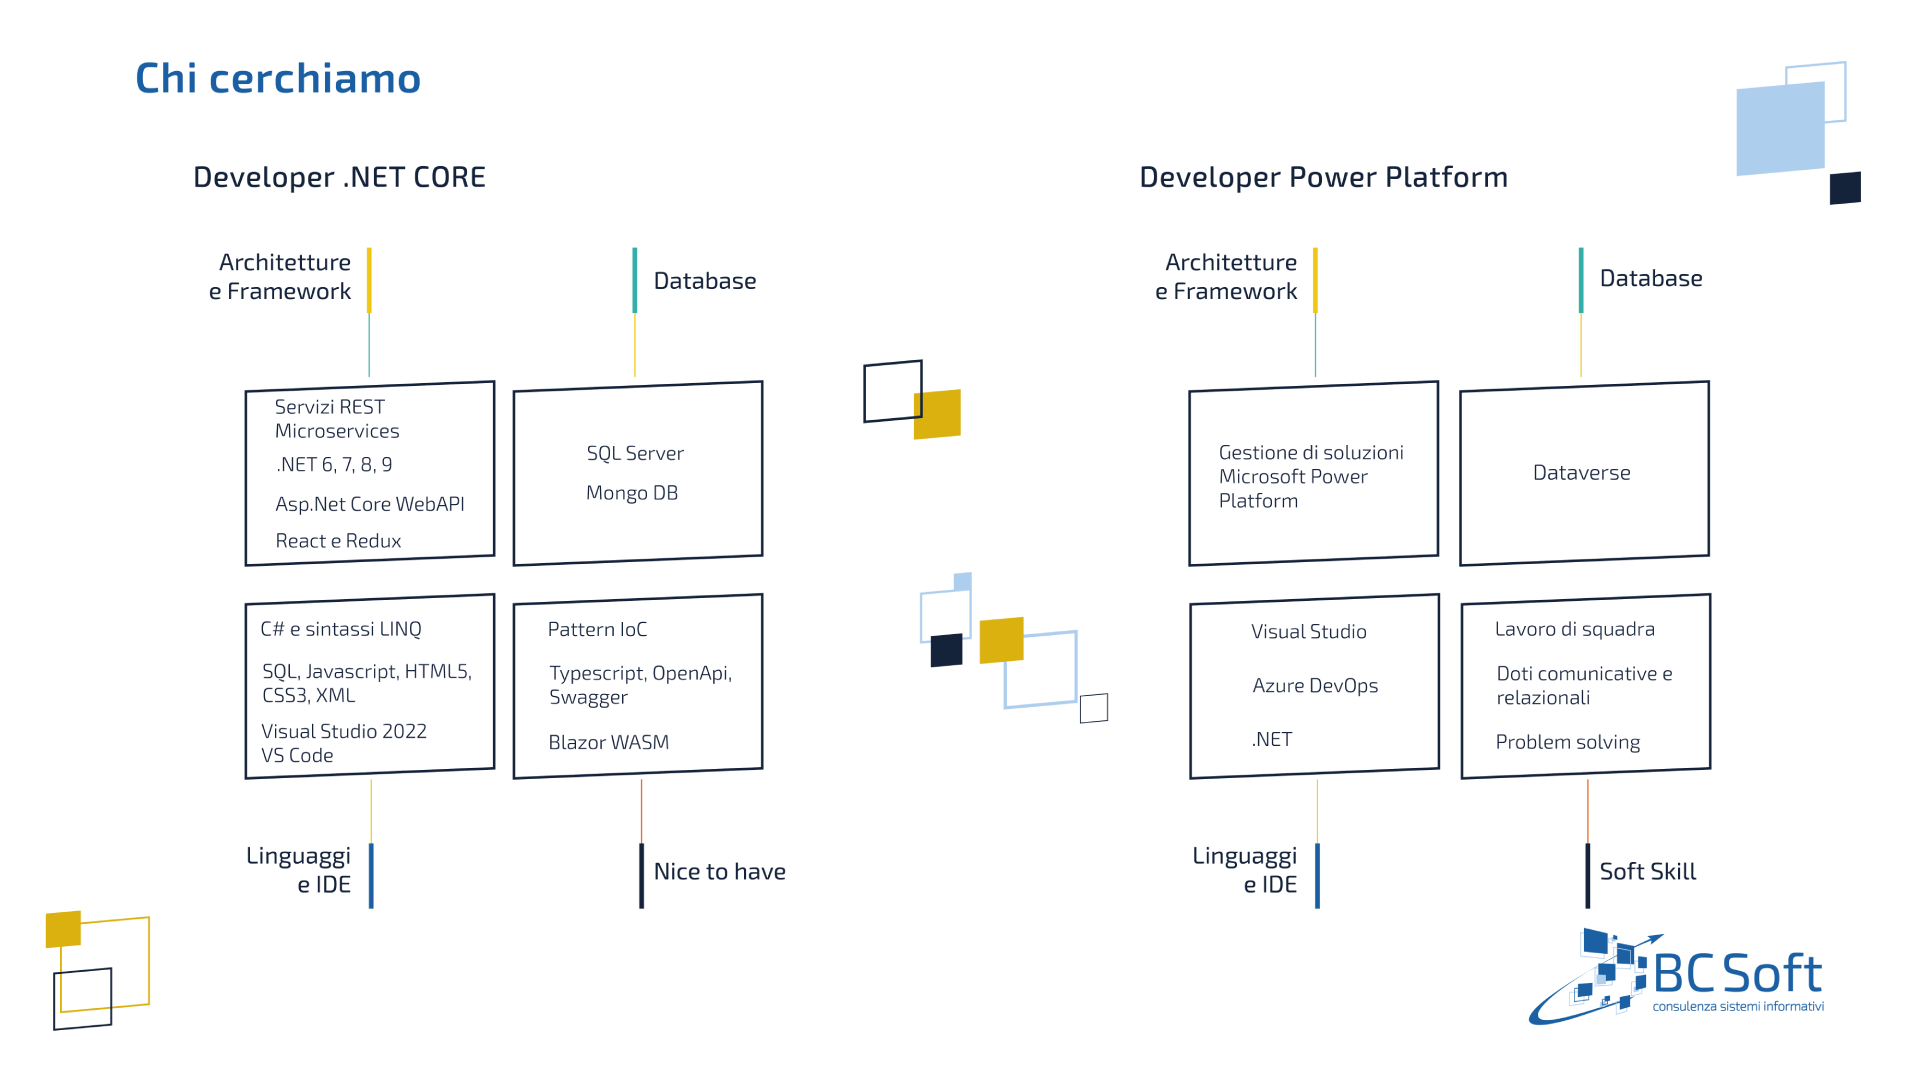 Chi cerchiamo
Developer .NET CORE
Architetture
e Framework
Database
Servizi REST
Microservices
.NET 6, 7, 8, 9
Asp.Net Core WebAPI
React e Redux
SQL Server
Mongo DB
C# e sintassi LINQ
SQL, Javascript, HTML5,
CSS3, XML
Visual Studio 2022
VS Code
Pattern IoC
Typescript, OpenApi,
Swagger
Blazor WASM
Linguaggi
e IDE
Nice to have
Developer Power Platform
Architetture
e Framework
Database
Gestione di soluzioni
Microsoft Power
Platform
Dataverse
Visual Studio
Azure DevOps
.NET
Lavoro di squadra
Doti comunicative e
relazionali
Problem solving
Linguaggi
e IDE
Soft Skill
BC Soft
consulenza sistemi informativi